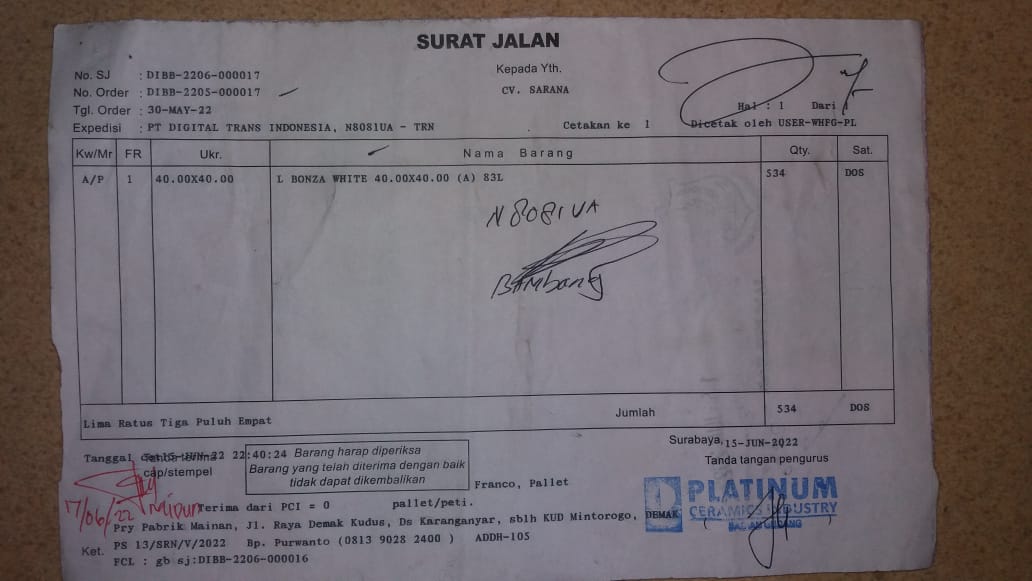 SURAT JALAN
No. SJ : DIBB-2206-000017
Kepada Yth.
No. Order : DIBB-2205-000017
CV. SARANA
Tgl. Order : 30-MAY-22
Hal : 1 Dari 1
Expedisi : PT DIGITAL TRANS INDONESIA, N8081UA - TRN
Cetakan ke 1
Dicetak oleh USER-WHFG-PL
Kw/Mr FR Ukr. Nama Barang Qty. Sat.
A/P 1 40.00X40.00 L BONZA WHITE 40.00X40.00 (A) 83L 534 DOS
N8081UA
Bambang
Lima Ratus Tiga Puluh Empat
Jumlah 534 DOS
Surabaya, 15-JUN-2022
Tanda tangan pengurus
Tanggal 15-JUN-22 22:40:24
cap/stempel
Barang harap diperiksa
Barang yang telah diterima dengan baik
tidak dapat dikembalikan
Franco, Pallet
17/06/22
Terima dari PCI = 0 pallet/peti.
PLATINUM
CERAMICS INDUSTRY
Pry Pabrik Mainan, Jl. Raya Demak Kudus, Ds Karanganyar, sblh KUD Mintorogo, DEMAK
Ket. PS 13/SRN/V/2022 Bp. Purwanto (0813 9028 2400 ) ADDH-105
FCL : gb sj:DIBB-2206-000016